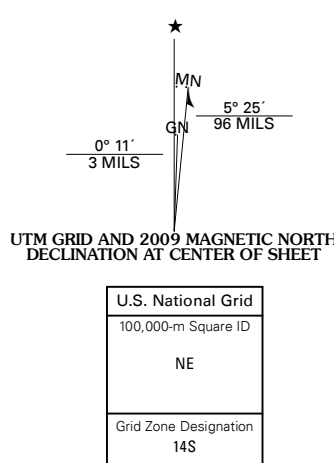 ★
MN
GN
5° 25´
96 MILS
0° 11´
3 MILS
UTM GRID AND 2009 MAGNETIC NORTH
DECLINATION AT CENTER OF SHEET
U.S. National Grid
100,000-m Square ID
NE
Grid Zone Designation
14S